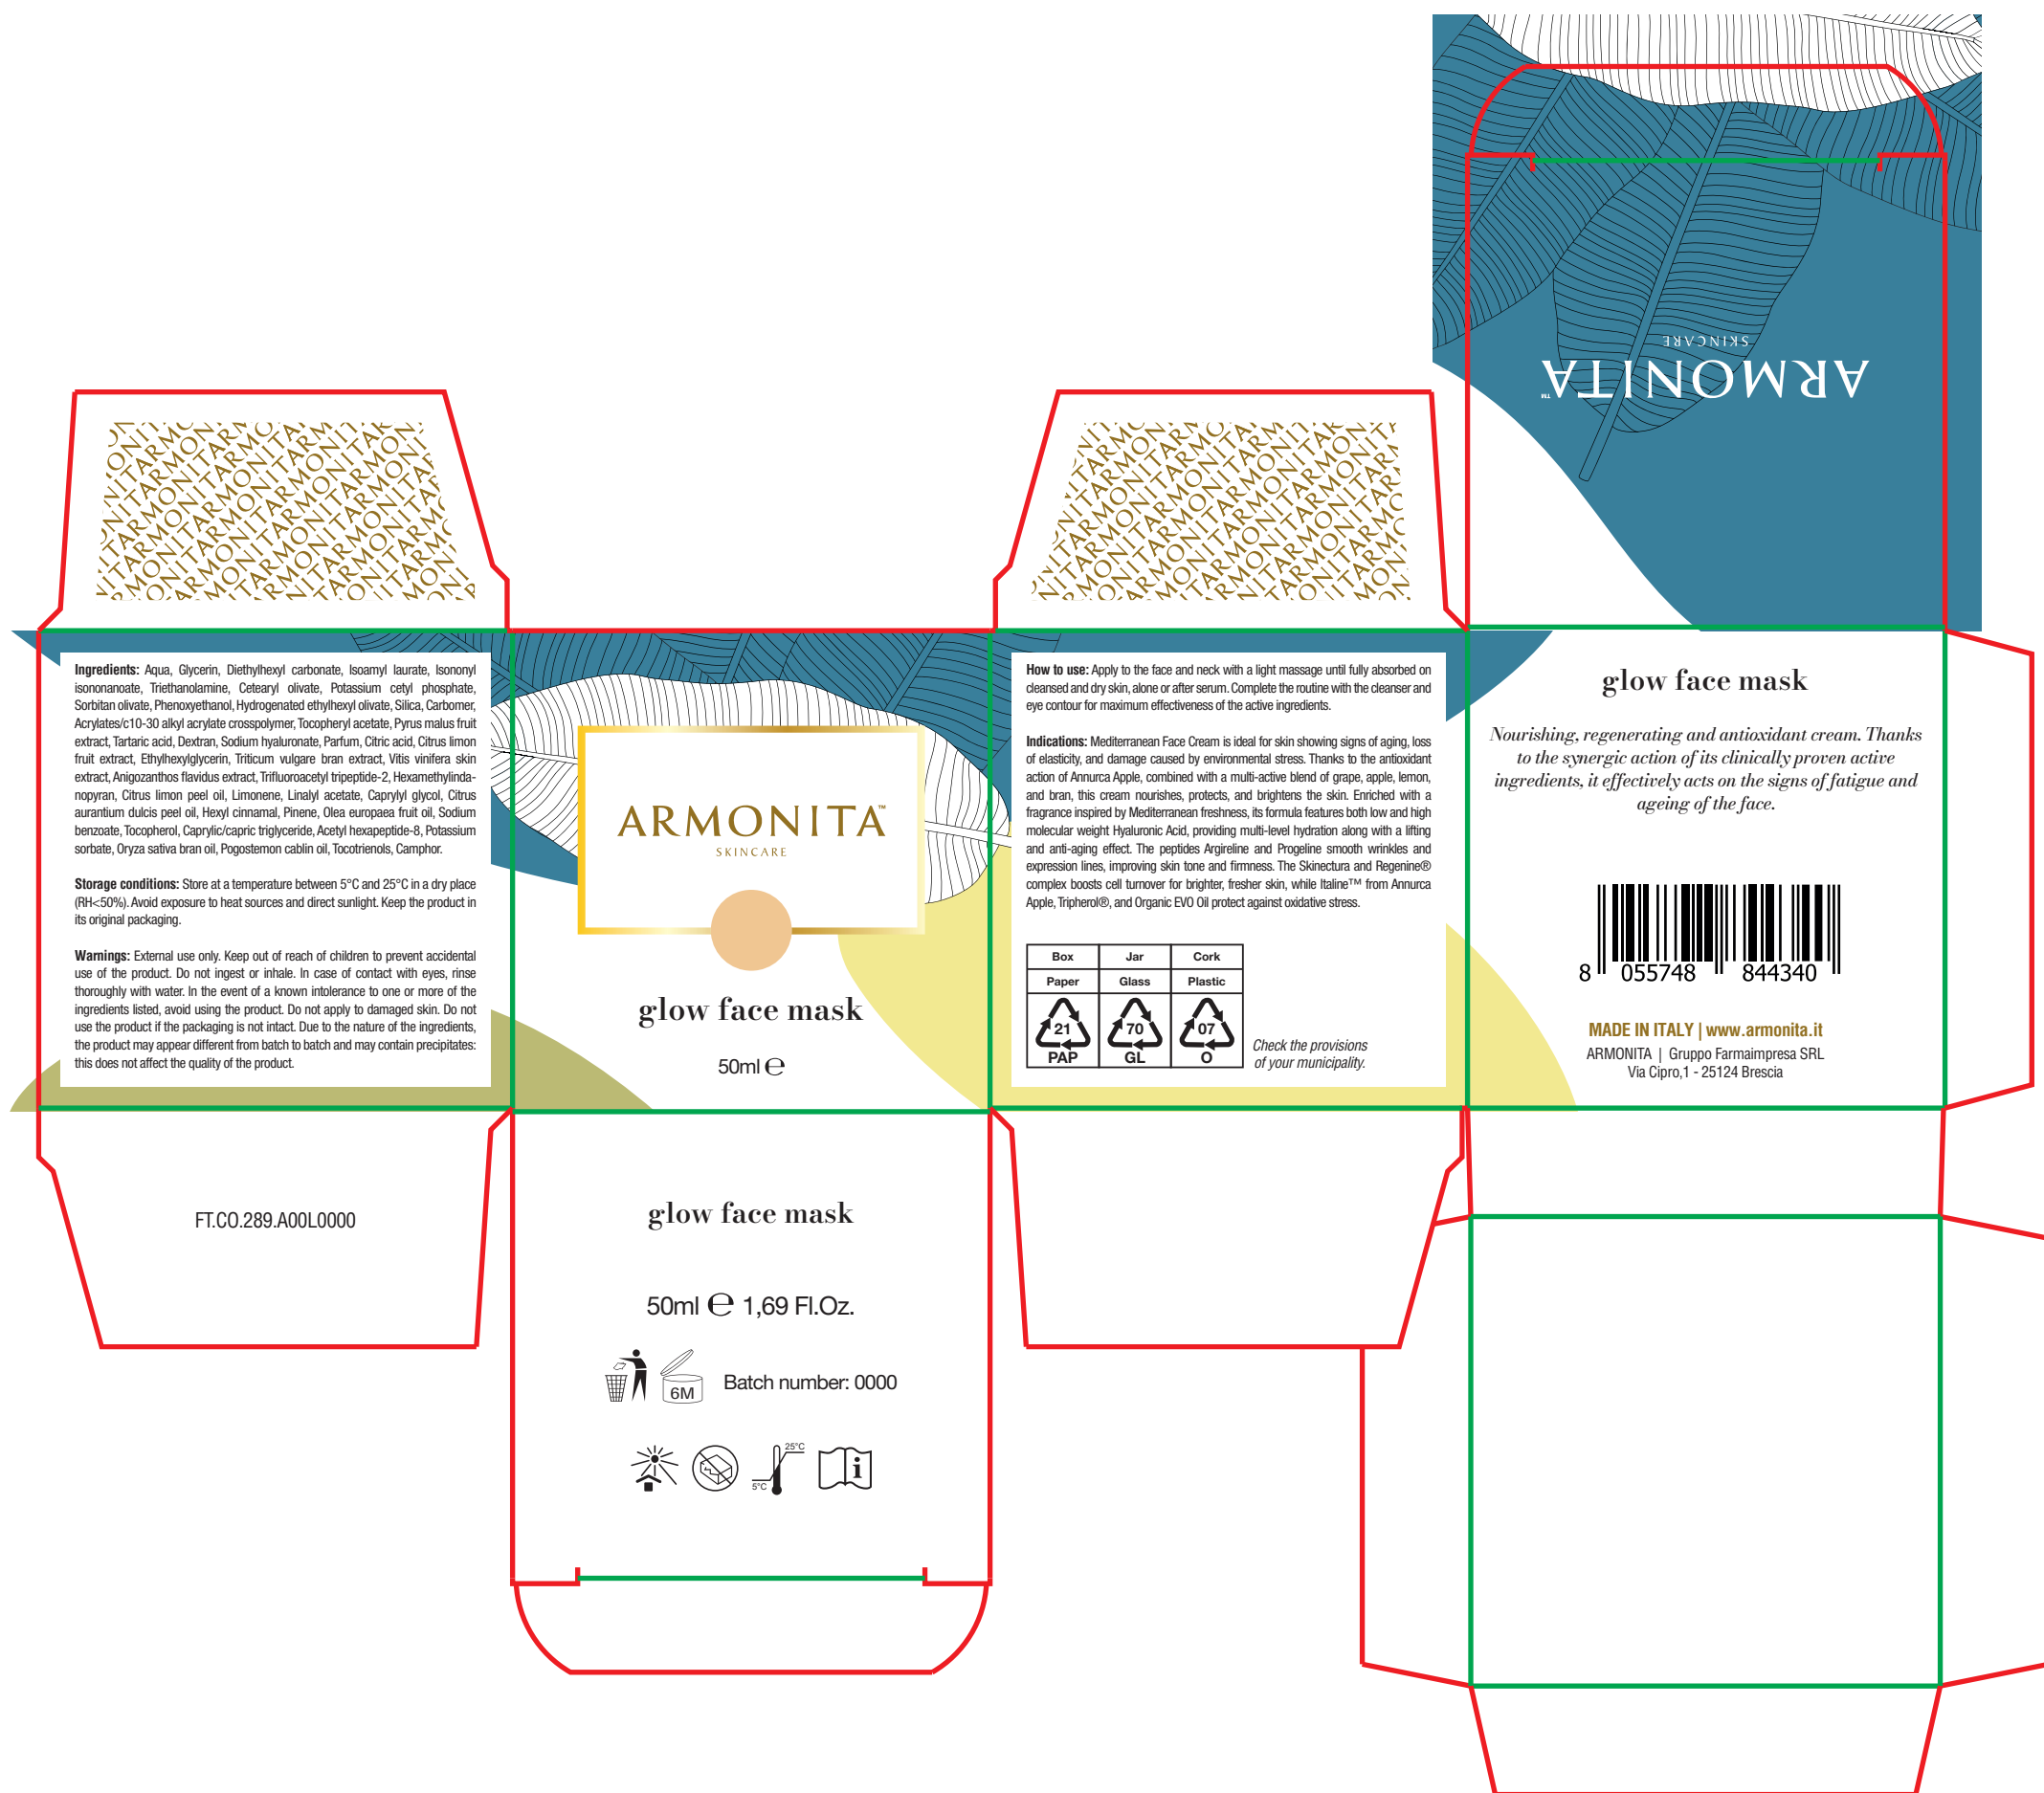 SKINCARE
ARMONITA™
Ingredients: Aqua, Glycerin, Diethylhexyl carbonate, Isoamyl laurate, Isononyl
isononanoate, Triethanolamine, Cetearyl olivate, Potassium cetyl phosphate,
Sorbitan olivate, Phenoxyethanol, Hydrogenated ethylhexyl olivate, Silica, Carbomer,
Acrylates/c10-30 alkyl acrylate crosspolymer, Tocopheryl acetate, Pyrus malus fruit
extract, Tartaric acid, Dextran, Sodium hyaluronate, Parfum, Citric acid, Citrus limon
fruit extract, Ethylhexylglycerin, Triticum vulgare bran extract, Vitis vinifera skin
extract, Anigozanthos flavidus extract, Trifluoroacetyl tripeptide-2, Hexamethylinda-
nopyran, Citrus limon peel oil, Limonene, Linalyl acetate, Caprylyl glycol, Citrus
aurantium dulcis peel oil, Hexyl cinnamal, Pinene, Olea europaea fruit oil, Sodium
benzoate, Tocopherol, Caprylic/capric triglyceride, Acetyl hexapeptide-8, Potassium
sorbate, Oryza sativa bran oil, Pogostemon cablin oil, Tocotrienols, Camphor.
Storage conditions: Store at a temperature between 5°C and 25°C in a dry place
(RH<50%). Avoid exposure to heat sources and direct sunlight. Keep the product in
its original packaging.
Warnings: External use only. Keep out of reach of children to prevent accidental
use of the product. Do not ingest or inhale. In case of contact with eyes, rinse
thoroughly with water. In the event of a known intolerance to one or more of the
ingredients listed, avoid using the product. Do not apply to damaged skin. Do not
use the product if the packaging is not intact. Due to the nature of the ingredients,
the product may appear different from batch to batch and may contain precipitates:
this does not affect the quality of the product.
ARMONITA™
SKINCARE
glow face mask
50ml ℮
How to use: Apply to the face and neck with a light massage until fully absorbed on
cleansed and dry skin, alone or after serum. Complete the routine with the cleanser and
eye contour for maximum effectiveness of the active ingredients.
Indications: Mediterranean Face Cream is ideal for skin showing signs of aging, loss
of elasticity, and damage caused by environmental stress. Thanks to the antioxidant
action of Annurca Apple, combined with a multi-active blend of grape, apple, lemon,
and bran, this cream nourishes, protects, and brightens the skin. Enriched with a
fragrance inspired by Mediterranean freshness, its formula features both low and high
molecular weight Hyaluronic Acid, providing multi-level hydration along with a lifting
and anti-aging effect. The peptides Argireline and Progeline smooth wrinkles and
expression lines, improving skin tone and firmness. The Skinectura and Regenine®
complex boosts cell turnover for brighter, fresher skin, while Italine™ from Annurca
Apple, Tripherol®, and Organic EVO Oil protect against oxidative stress.
Box Jar Cork
Paper Glass Plastic
21 70 07
PAP GL O
Check the provisions
of your municipality.
glow face mask
Nourishing, regenerating and antioxidant cream. Thanks
to the synergic action of its clinically proven active
ingredients, it effectively acts on the signs of fatigue and
ageing of the face.
8 055748 844340
MADE IN ITALY | www.armonita.it
ARMONITA | Gruppo Farmaimpresa SRL
Via Cipro,1 - 25124 Brescia
FT.CO.289.A00L0000
glow face mask
50ml ℮ 1,69 Fl.Oz.
6M Batch number: 0000
25°C
5°C
i